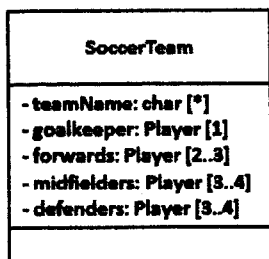 SoccerTeam
- teamName: char [*]
- goalkeeper: Player [1]
- forwards: Player [2..3]
- midfielders: Player [3..4]
- defenders: Player [3..4]